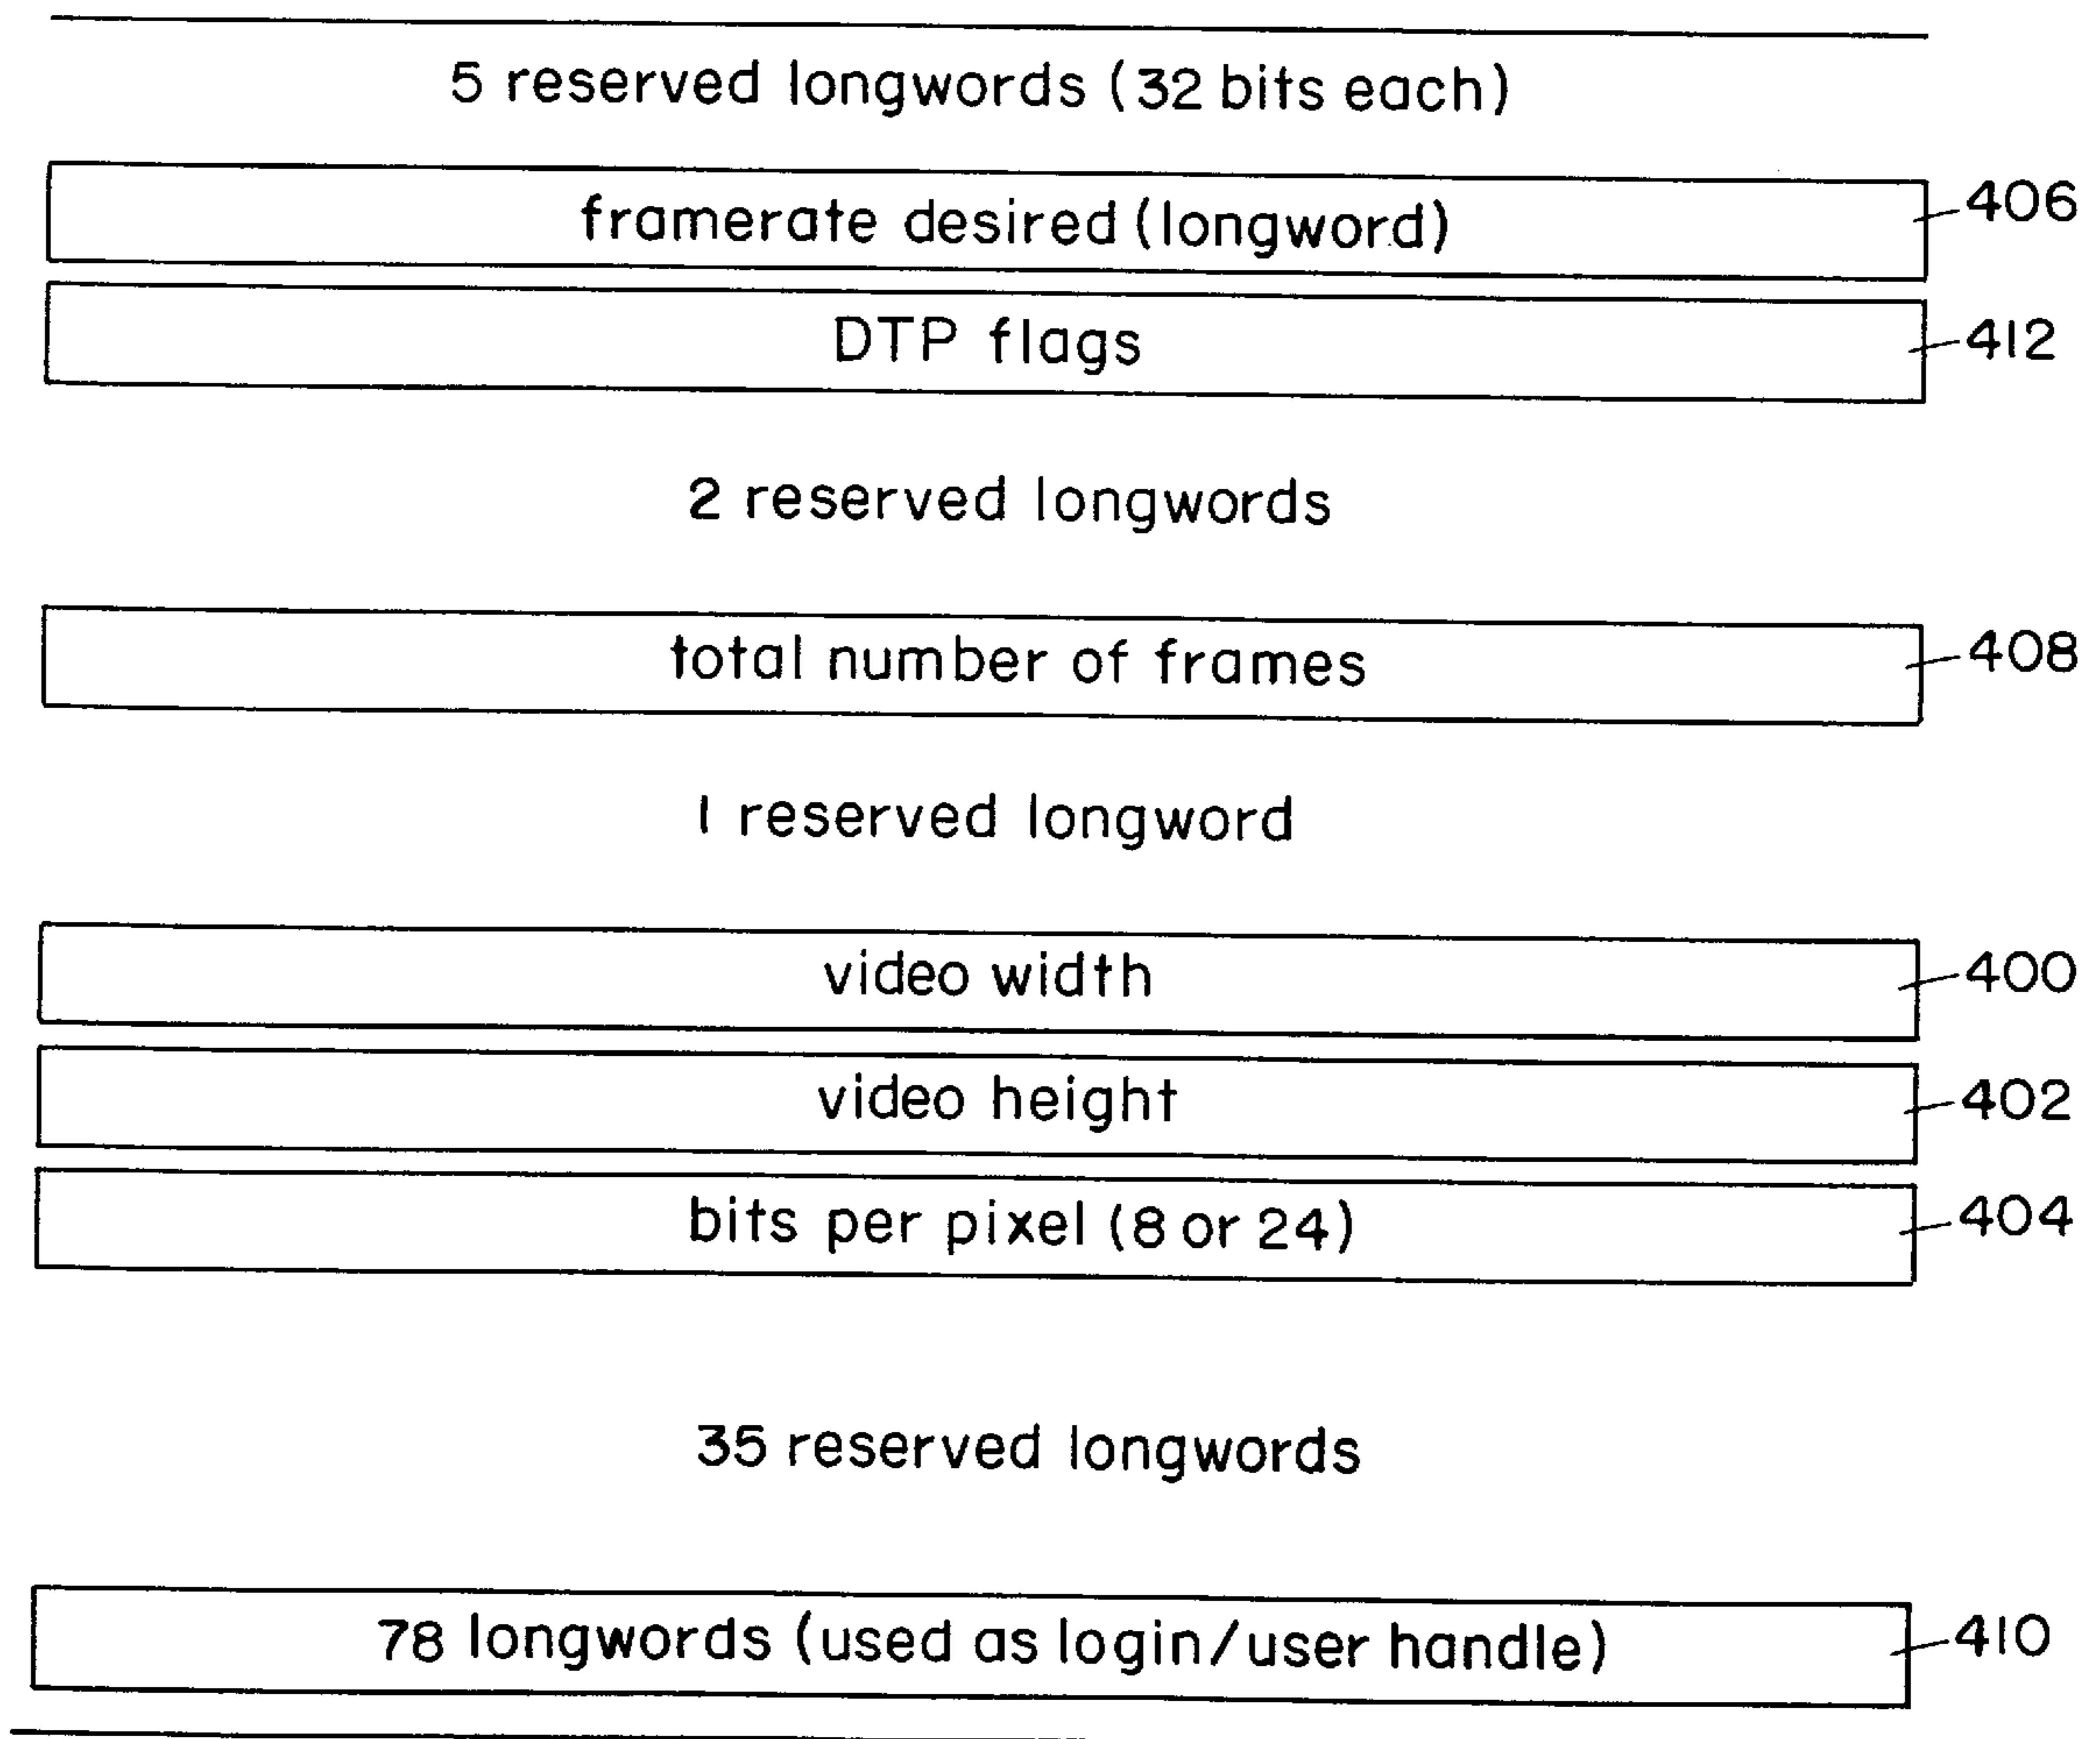 5 reserved longwords (32 bits each)
framerate desired (longword) 406
DTP flags 412
2 reserved longwords
total number of frames 408
1 reserved longword
video width 400
video height 402
bits per pixel (8 or 24) 404
35 reserved longwords
78 longwords (used as login/user handle) 410